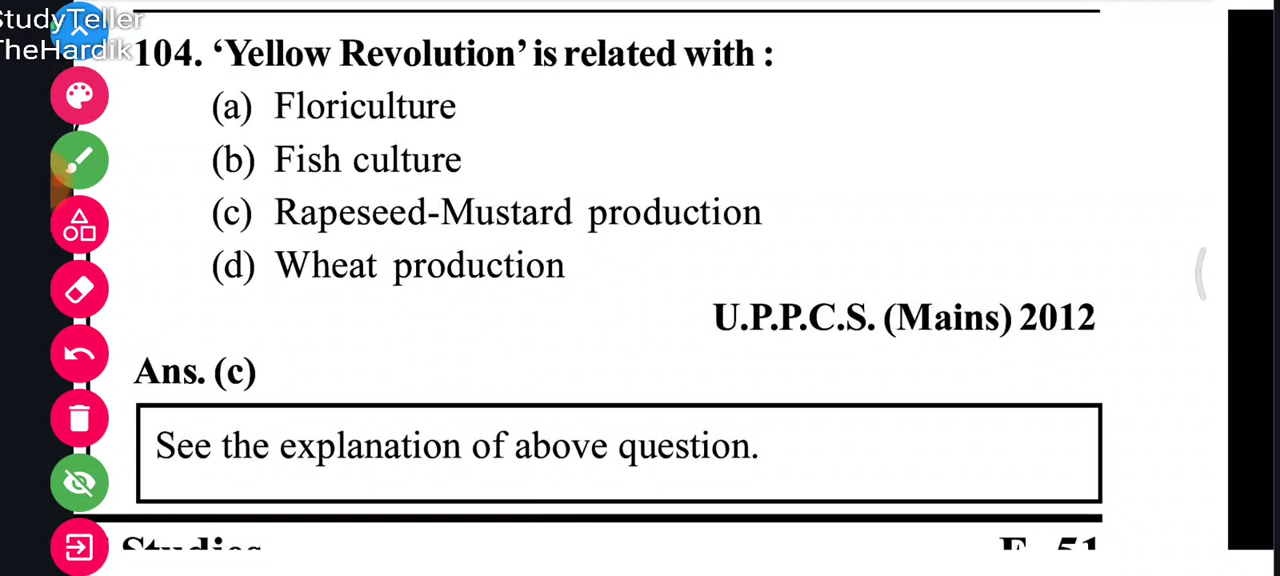 StudyTeller
TheHardik
104. ‘Yellow Revolution’ is related with :
(a) Floriculture
(b) Fish culture
(c) Rapeseed-Mustard production
(d) Wheat production
U.P.P.C.S. (Mains) 2012
Ans. (c)
See the explanation of above question.